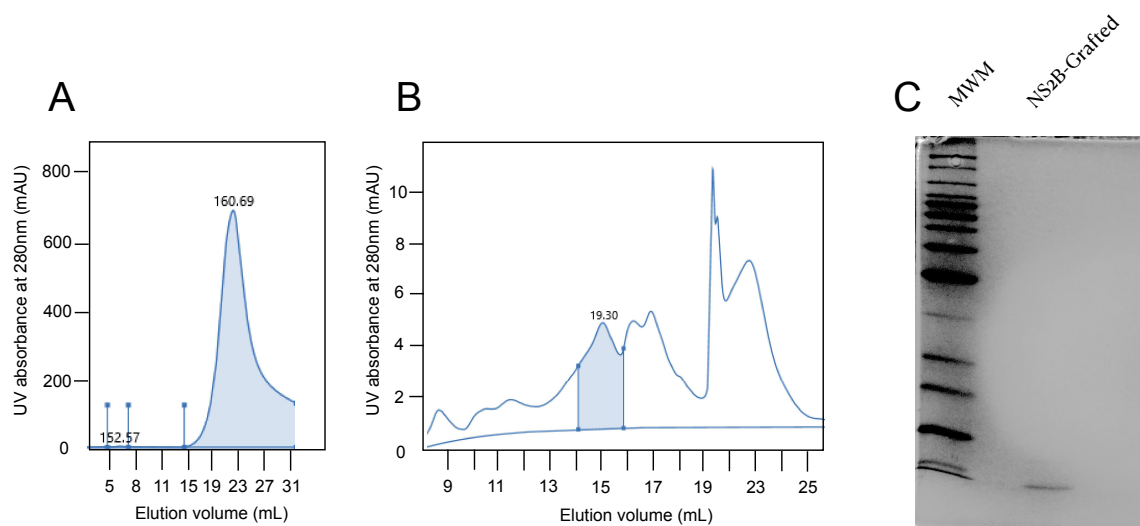 A
UV absorbance at 280nm (mAU)
800
600
400
200
0
160.69
152.57
5 8 11 15 19 23 27 31
Elution volume (mL)
B
UV absorbance at 280nm (mAU)
10
8
6
4
2
0
19.30
9 11 13 15 17 19 23 25
Elution volume (mL)
C
MWM
NS2B-Grafted